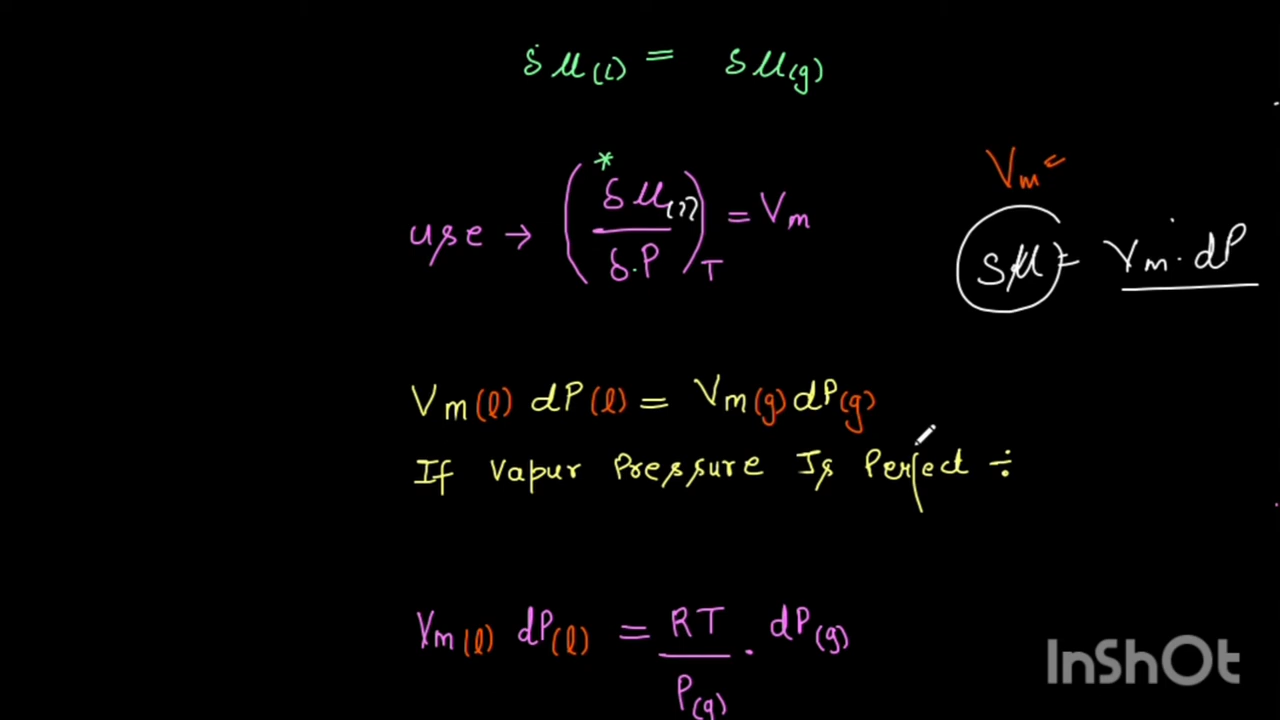 δμ(l) = δμ(g)
*
use → (δμ(l)/δ.P)T = Vm
Vm =
δμ = Vm. dP
Vm(l) dP(l) = Vm(g) dP(g)
If Vapur Pressure Is Perfect ÷
Vm(l) dP(l) = RT/P(g) . dP(g)
InShOt